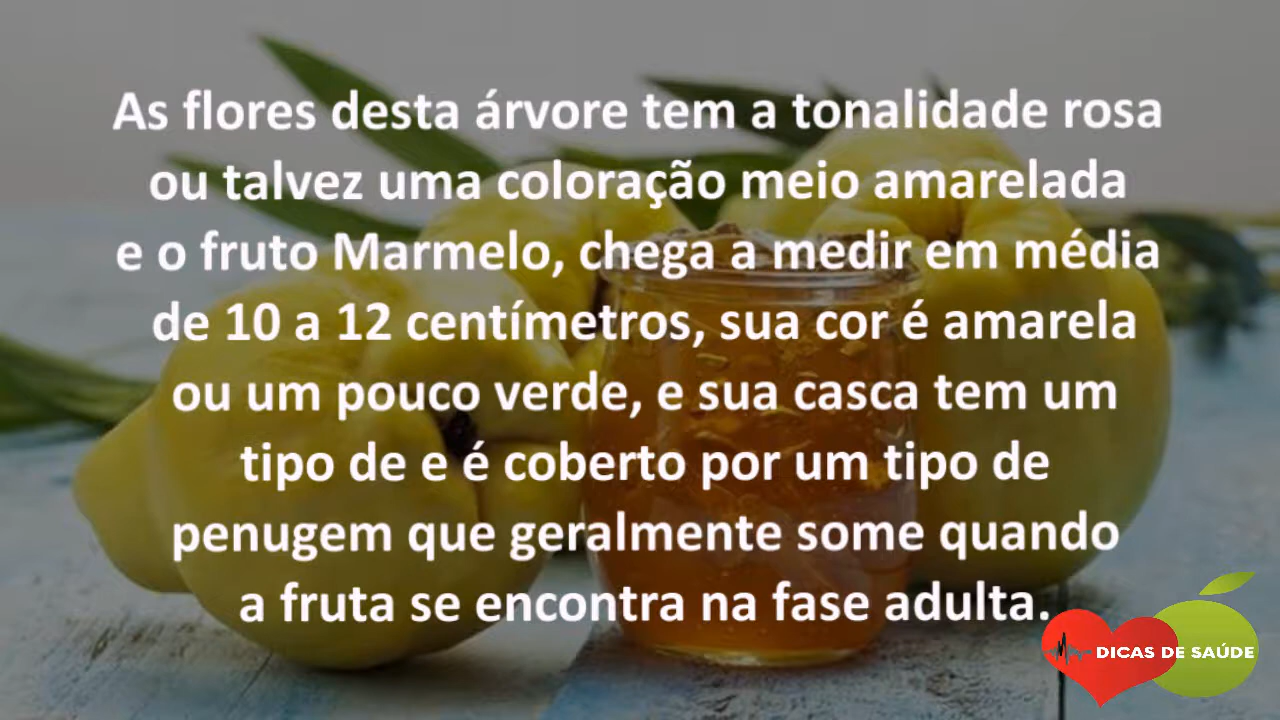 As flores desta árvore tem a tonalidade rosa
ou talvez uma coloração meio amarelada
e o fruto Marmelo, chega a medir em média
de 10 a 12 centímetros, sua cor é amarela
ou um pouco verde, e sua casca tem um
tipo de e é coberto por um tipo de
penugem que geralmente some quando
a fruta se encontra na fase adulta.
DICAS DE SAÚDE